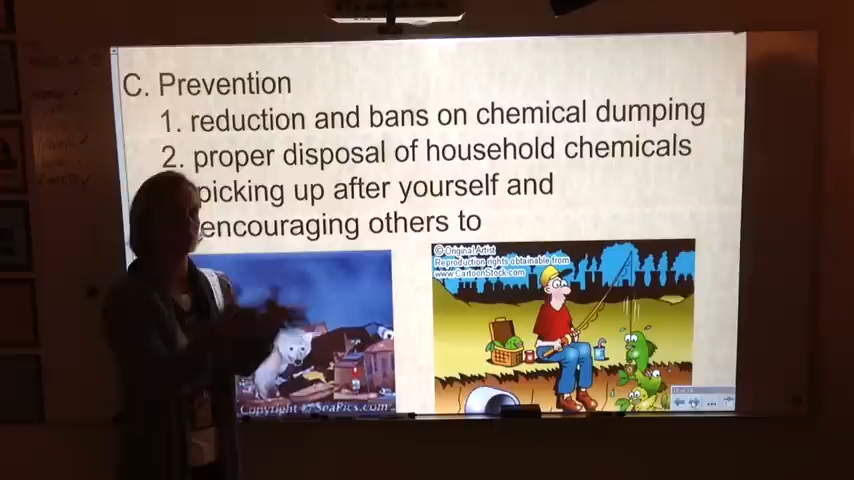 C. Prevention
1. reduction and bans on chemical dumping
2. proper disposal of household chemicals
picking up after yourself and
encouraging others to
© Original Artist
Reproduction rights obtainable from
www.CartoonStock.com
Copyright © SeaPics.com